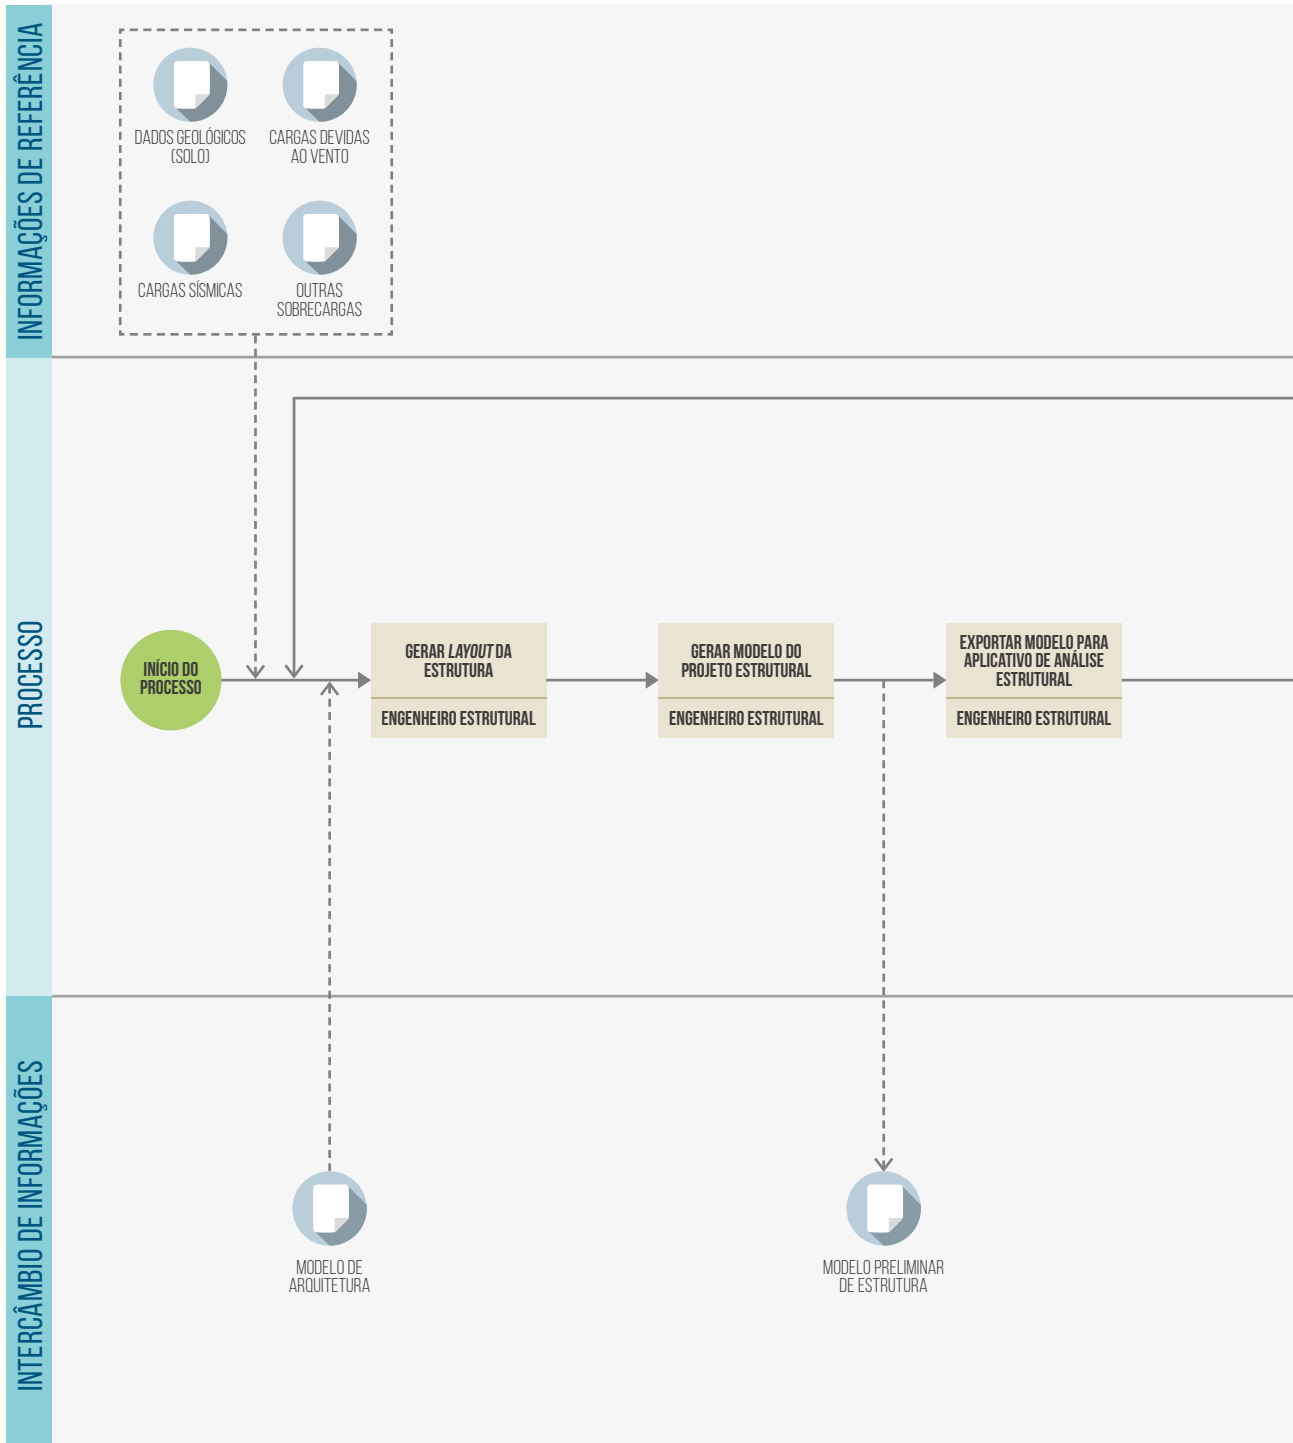 INFORMAÇÕES DE REFERÊNCIA
DADOS GEOLÓGICOS
(SOLO)
CARGAS DEVIDAS
AO VENTO
CARGAS SÍSMICAS
OUTRAS
SOBRECARGAS
PROCESSO
INÍCIO DO
PROCESSO
GERAR LAYOUT DA
ESTRUTURA
ENGENHEIRO ESTRUTURAL
GERAR MODELO DO
PROJETO ESTRUTURAL
ENGENHEIRO ESTRUTURAL
EXPORTAR MODELO PARA
APLICATIVO DE ANÁLISE
ESTRUTURAL
ENGENHEIRO ESTRUTURAL
INTERCÂMBIO DE INFORMAÇÕES
MODELO DE
ARQUITETURA
MODELO PRELIMINAR
DE ESTRUTURA